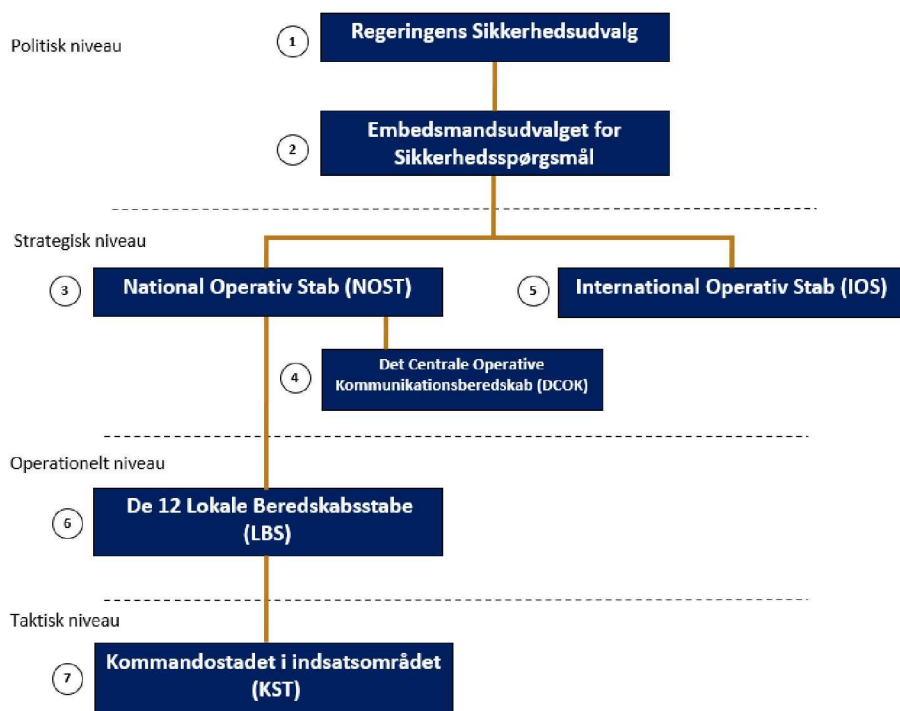 Politisk niveau
1
Regeringens Sikkerhedsudvalg
2
Embedsmandsudvalget for
Sikkerhedsspørgsmål
Strategisk niveau
3
National Operativ Stab (NOST)
5
International Operativ Stab (IOS)
4
Det Centrale Operative
Kommunikationsberedskab (DCOK)
Operationelt niveau
6
De 12 Lokale Beredskabsstabe
(LBS)
Taktisk niveau
7
Kommandostadet i indsatsområdet
(KST)